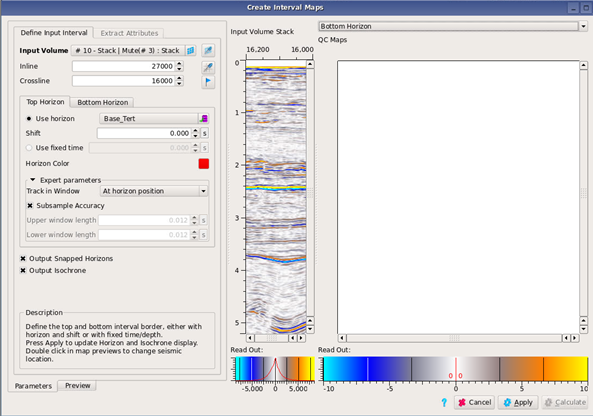 Create Interval Maps
Define Input Interval
Extract Attributes
Input Volume
# 10 - Stack | Mute(# 3) : Stack
Inline
27000
Crossline
16000
Top Horizon
Bottom Horizon
Use horizon
Base_Tert
Shift
0.000
s
Use fixed time
0.000
s
Horizon Color
Expert parameters
Track in Window
At horizon position
Subsample Accuracy
Upper window length
0.012
s
Lower window length
0.012
s
Output Snapped Horizons
Output Isochrone
Description
Define the top and bottom interval border, either with
horizon and shift or with fixed time/depth.
Press Apply to update Horizon and Isochrone display.
Double click in map previews to change seismic
location.
Parameters
Preview
Input Volume Stack
16,200
16,000
0
1
2
3
4
5
Read Out:
-5,000
0
5,000
Bottom Horizon
QC Maps
Read Out:
0
0
-10
-5
0
5
10
?
Cancel
Apply
Calculate